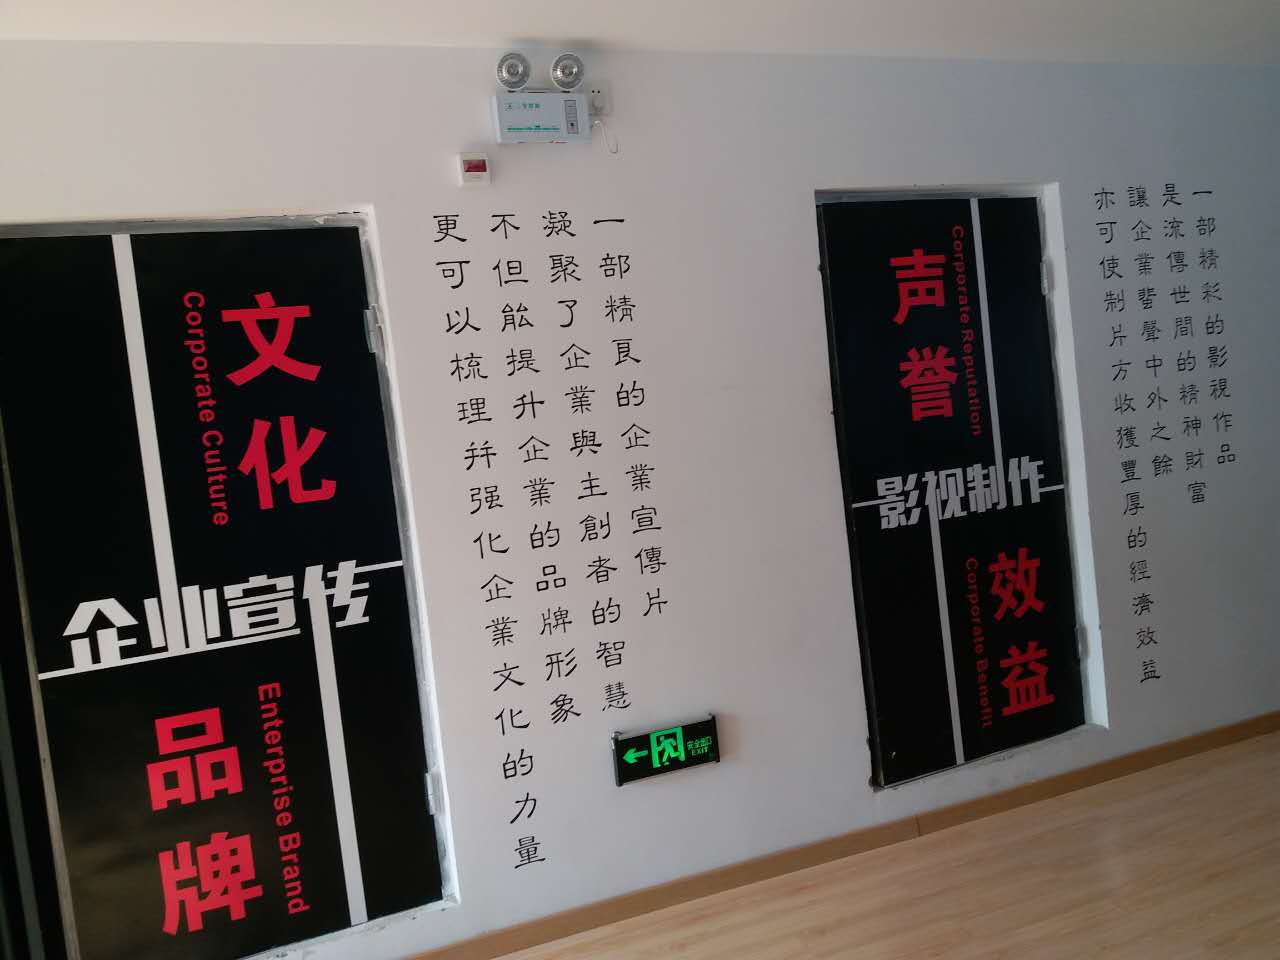 文化
Corporate Culture
企业宣传
品牌
Enterprise Brand
一部精良的企業宣傳片
凝聚了企業與主創者的智慧
不但能提升企業的品牌形象
更可以梳理并强化企業文化的力量
安全出口
EXIT
声誉
Corporate Reputation
影视制作
效益
Corporate Benefit
一部精彩的影視作品
是流傳世間的精神財富
讓企業蜚聲中外之餘
亦可使制片方收獲豐厚的經濟效益